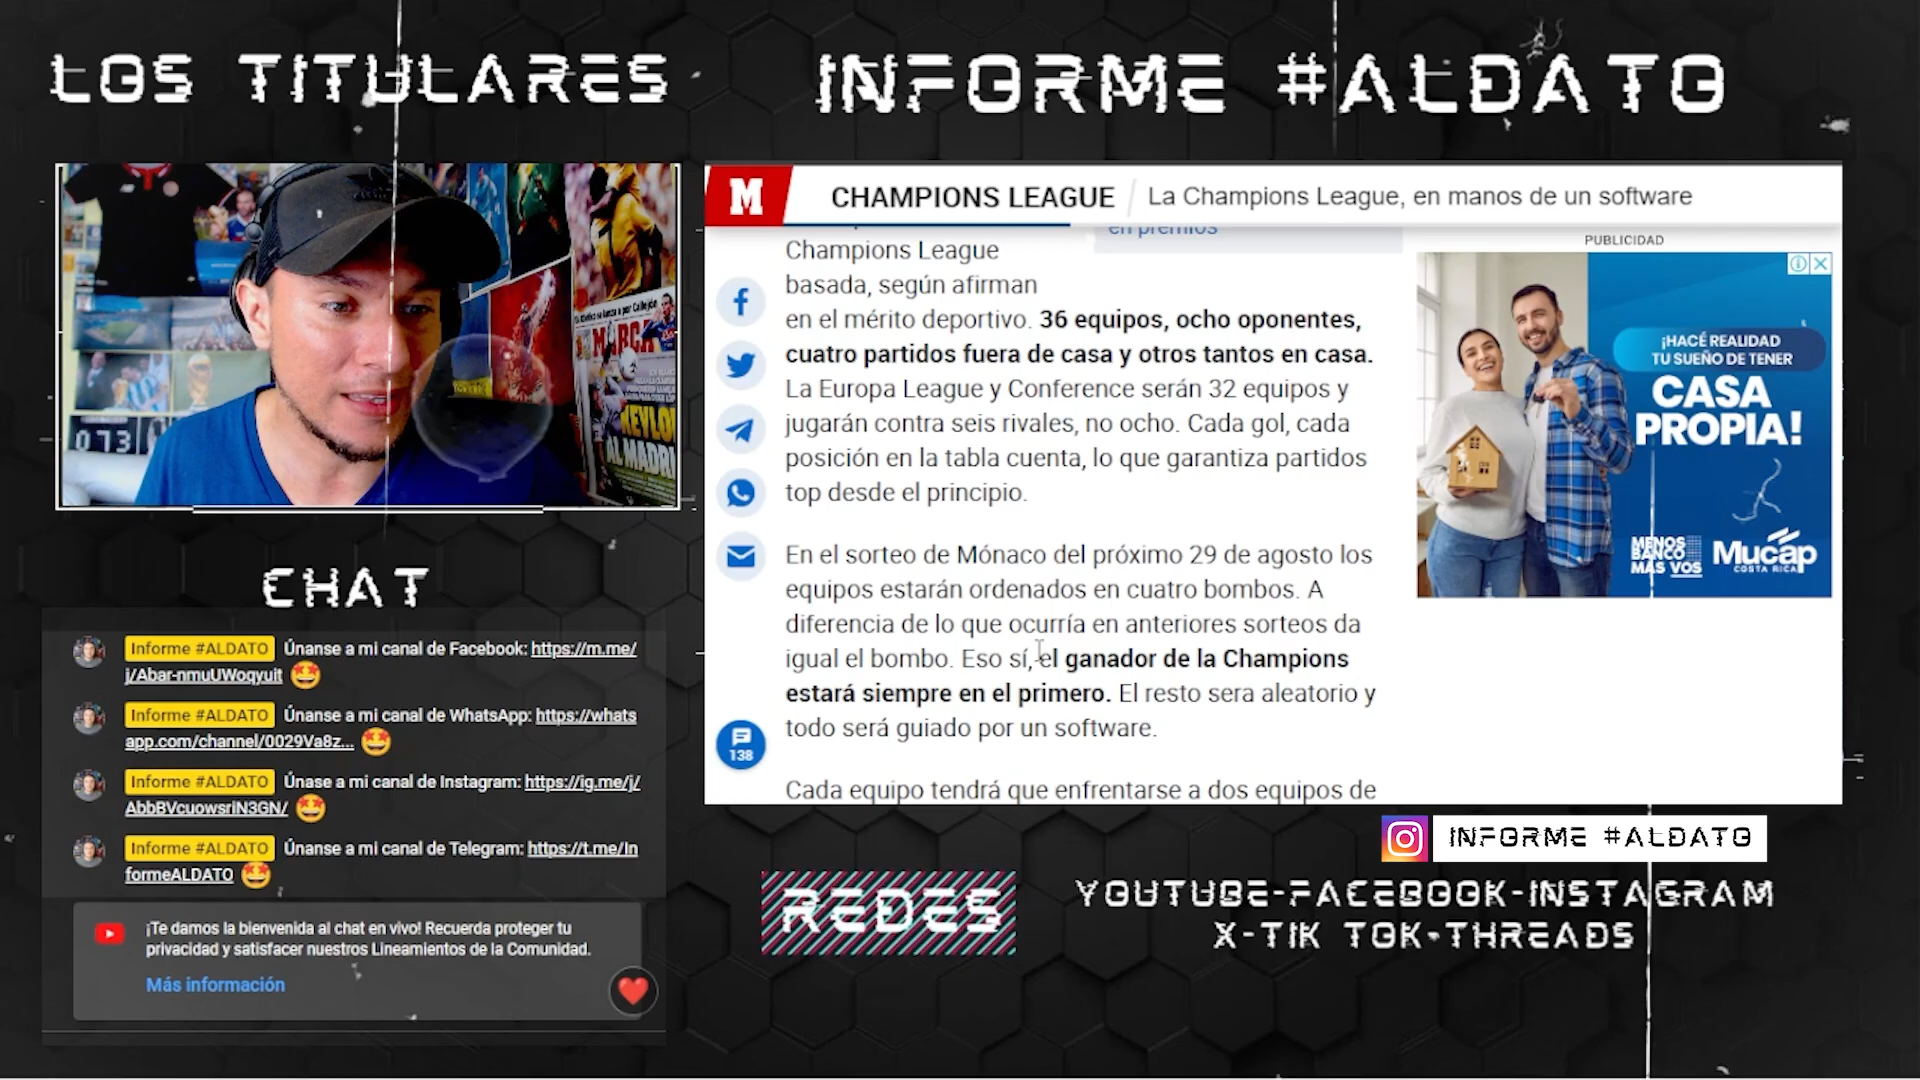 LOS TITULARES
INFORME #ALDATO
M
CHAMPIONS LEAGUE
La Champions League, en manos de un software
en premios
Champions League
basada, según afirman
en el mérito deportivo. 36 equipos, ocho oponentes,
cuatro partidos fuera de casa y otros tantos en casa.
La Europa League y Conference serán 32 equipos y
jugarán contra seis rivales, no ocho. Cada gol, cada
posición en la tabla cuenta, lo que garantiza partidos
top desde el principio.
En el sorteo de Mónaco del próximo 29 de agosto los
equipos estarán ordenados en cuatro bombos. A
diferencia de lo que ocurría en anteriores sorteos da
igual el bombo. Eso sí, el ganador de la Champions
estará siempre en el primero. El resto sera aleatorio y
todo será guiado por un software.
Cada equipo tendrá que enfrentarse a dos equipos de
138
PUBLICIDAD
¡HACÉ REALIDAD
TU SUEÑO DE TENER
CASA
PROPIA!
MENOS
BANCO
MÁS VOS
Mucap
COSTA RICA
MARCA
AL MADRI
073
CHAT
Informe #ALDATO Únanse a mi canal de Facebook: https://m.me/
j/Abar-nmuUWoqyuit
Informe #ALDATO Únanse a mi canal de WhatsApp: https://whats
app.com/channel/0029Va8z...
Informe #ALDATO Únase a mi canal de Instagram: https://ig.me/j/
AbbBVcuowsriN3GN/
Informe #ALDATO Únanse a mi canal de Telegram: https://t.me/In
formeALDATO
¡Te damos la bienvenida al chat en vivo! Recuerda proteger tu
privacidad y satisfacer nuestros Lineamientos de la Comunidad.
Más información
INFORME #ALDATO
REDES
YOUTUBE-FACEBOOK-INSTAGRAM
X-TIK TOK-THREADS